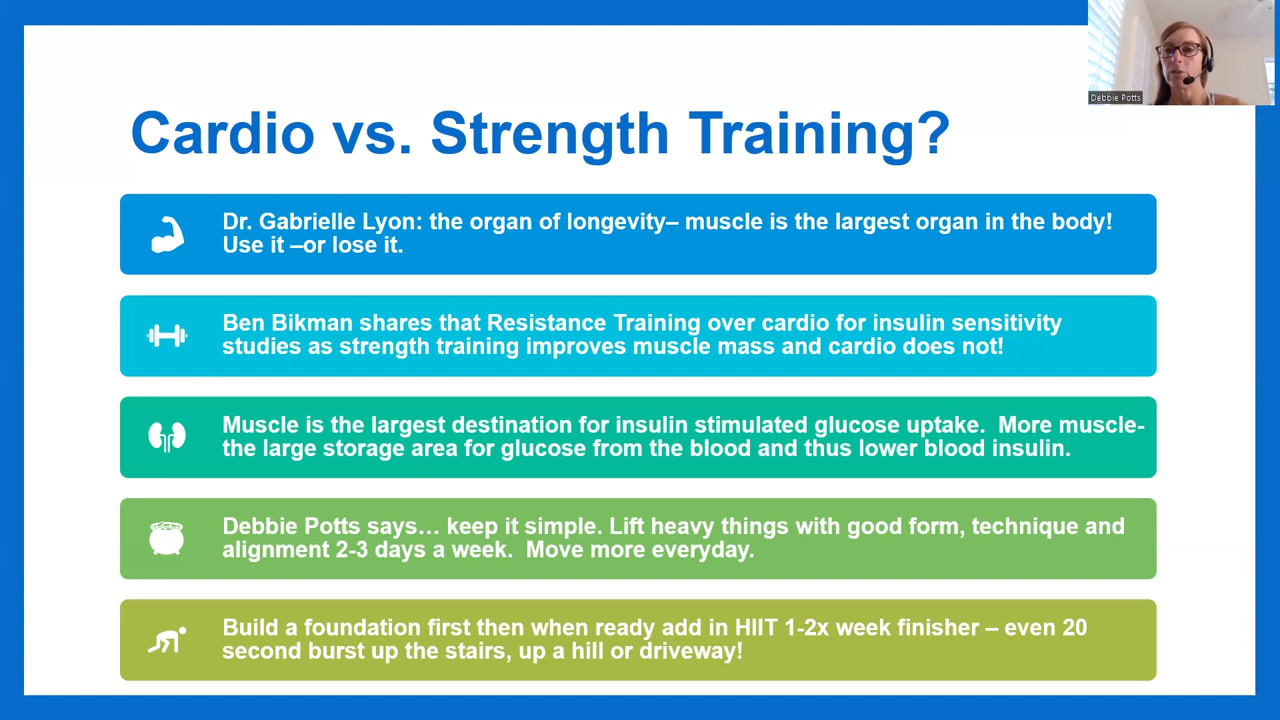 Debbie Potts
Cardio vs. Strength Training?
Dr. Gabrielle Lyon: the organ of longevity– muscle is the largest organ in the body!
Use it –or lose it.
Ben Bikman shares that Resistance Training over cardio for insulin sensitivity
studies as strength training improves muscle mass and cardio does not!
Muscle is the largest destination for insulin stimulated glucose uptake.  More muscle-
the large storage area for glucose from the blood and thus lower blood insulin.
Debbie Potts says… keep it simple. Lift heavy things with good form, technique and
alignment 2-3 days a week.  Move more everyday.
Build a foundation first then when ready add in HIIT 1-2x week finisher – even 20
second burst up the stairs, up a hill or driveway!